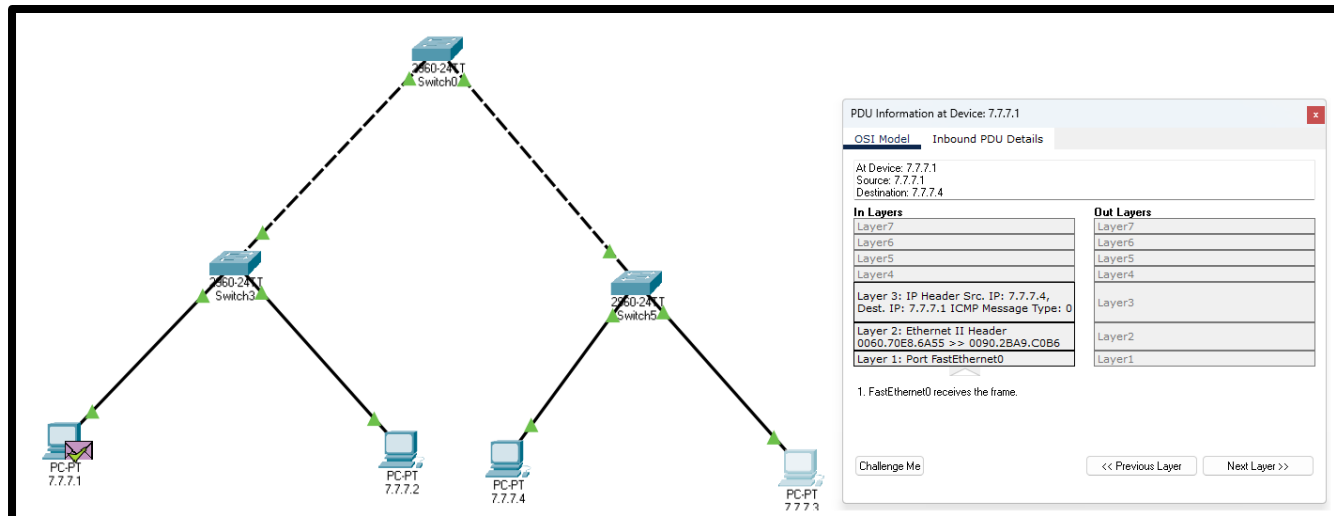 2960-24TT
Switch0
2960-24TT
Switch3
2960-24TT
Switch5
PC-PT
7.7.7.1
PC-PT
7.7.7.2
PC-PT
7.7.7.4
PC-PT
7.7.7.3
PDU Information at Device: 7.7.7.1
x
OSI Model Inbound PDU Details
At Device: 7.7.7.1
Source: 7.7.7.1
Destination: 7.7.7.4
In Layers Out Layers
Layer7 Layer7
Layer6 Layer6
Layer5 Layer5
Layer4 Layer4
Layer 3: IP Header Src. IP: 7.7.7.4,
Dest. IP: 7.7.7.1 ICMP Message Type: 0
Layer3
Layer 2: Ethernet II Header
0060.70E8.6A55 >> 0090.2BA9.C0B6
Layer2
Layer 1: Port FastEthernet0 Layer1
1. FastEthernet0 receives the frame.
Challenge Me << Previous Layer Next Layer >>